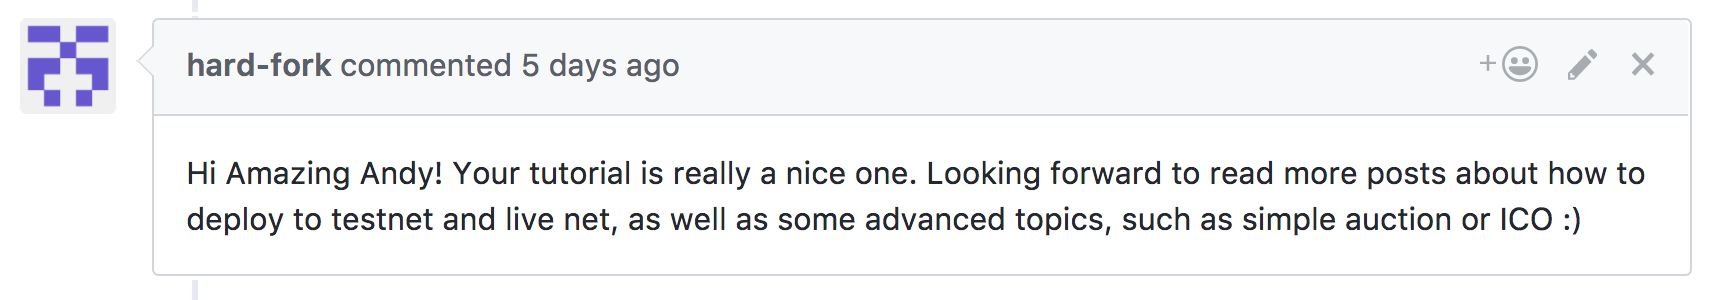 hard-fork commented 5 days ago
Hi Amazing Andy! Your tutorial is really a nice one. Looking forward to read more posts about how to
deploy to testnet and live net, as well as some advanced topics, such as simple auction or ICO :)